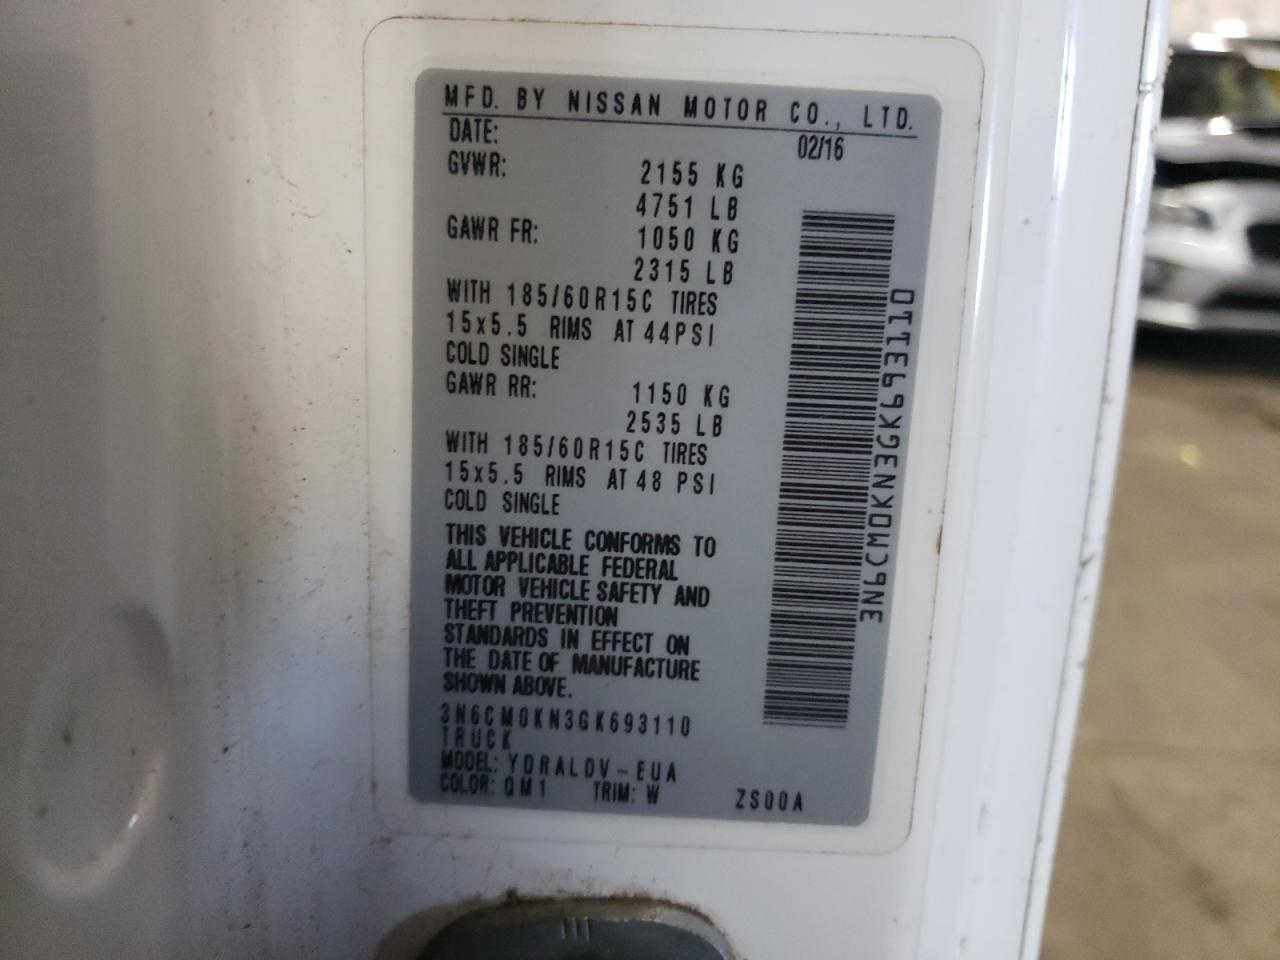 MFD. BY NISSAN MOTOR CO., LTD.
DATE: 02/16
GVWR: 2155 KG
4751 LB
GAWR FR: 1050 KG
2315 LB
WITH 185/60R15C TIRES
15x5.5 RIMS AT 44PSI
COLD SINGLE
GAWR RR: 1150 KG
2535 LB
WITH 185/60R15C TIRES
15x5.5 RIMS AT 48 PSI
COLD SINGLE
THIS VEHICLE CONFORMS TO
ALL APPLICABLE FEDERAL
MOTOR VEHICLE SAFETY AND
THEFT PREVENTION
STANDARDS IN EFFECT ON
THE DATE OF MANUFACTURE
SHOWN ABOVE.
3N6CM0KN3GK693110
TRUCK
MODEL: YDRALDV-EUA
COLOR: QM1 TRIM: W ZS00A
3N6CM0KN3GK693110